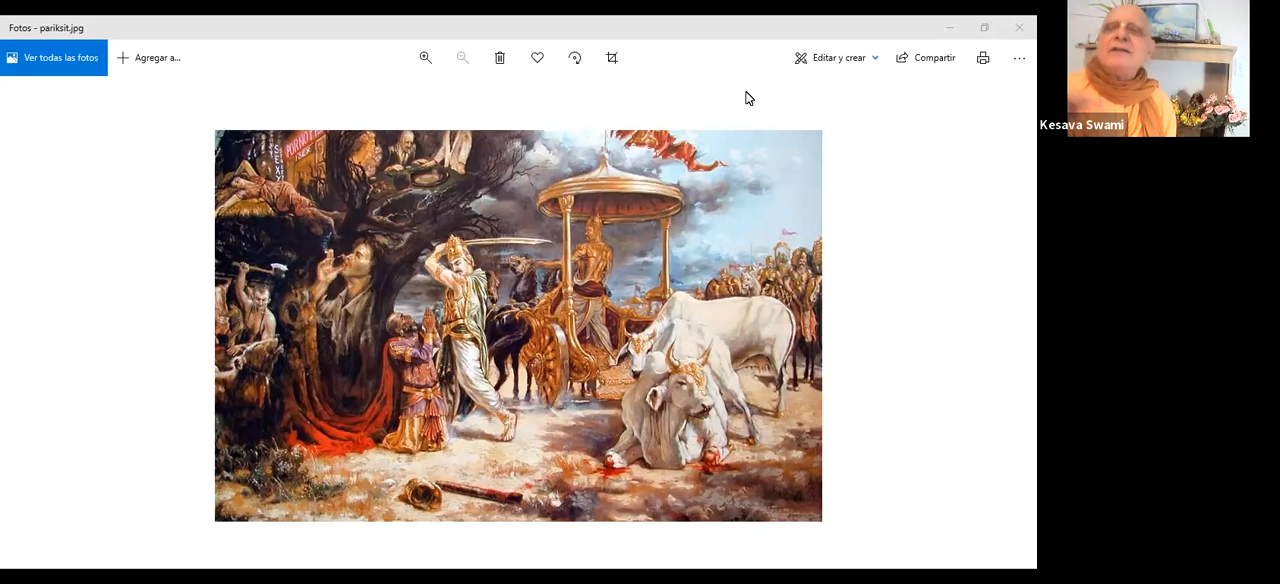 Fotos - pariksit.jpg
Ver todas las fotos
Agregar a...
Editar y crear
Compartir
Kesava Swami